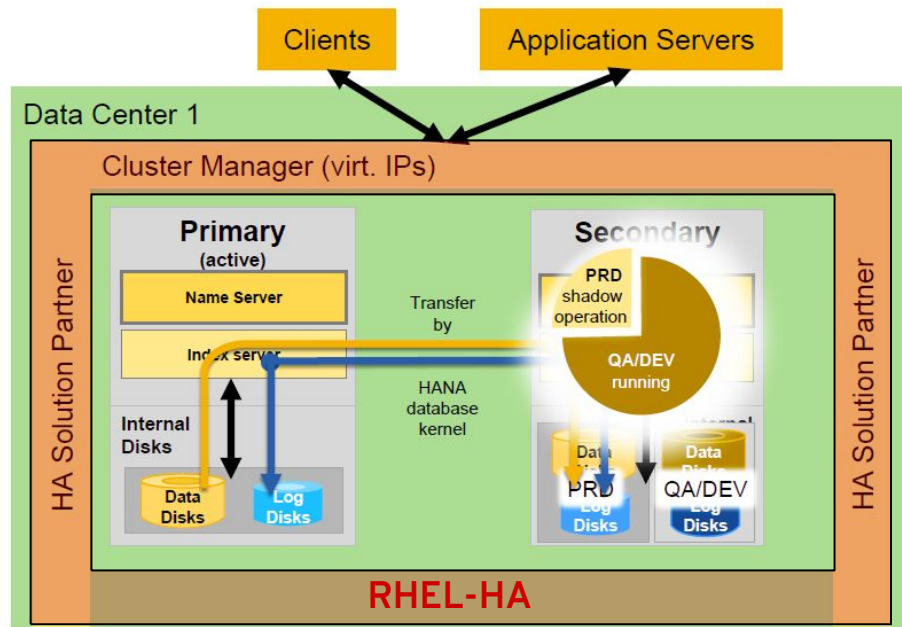 Clients
Application Servers
Data Center 1
Cluster Manager (virt. IPs)
HA Solution Partner
HA Solution Partner
Primary
(active)
Name Server
Index server
Internal
Disks
Data
Disks
Log
Disks
Transfer
by
HANA
database
kernel
Secondary
PRD
shadow
operation
QA/DEV
running
Data
PRD
Log Disks
Data
Disks
QA/DEV
Log
Disks
RHEL-HA